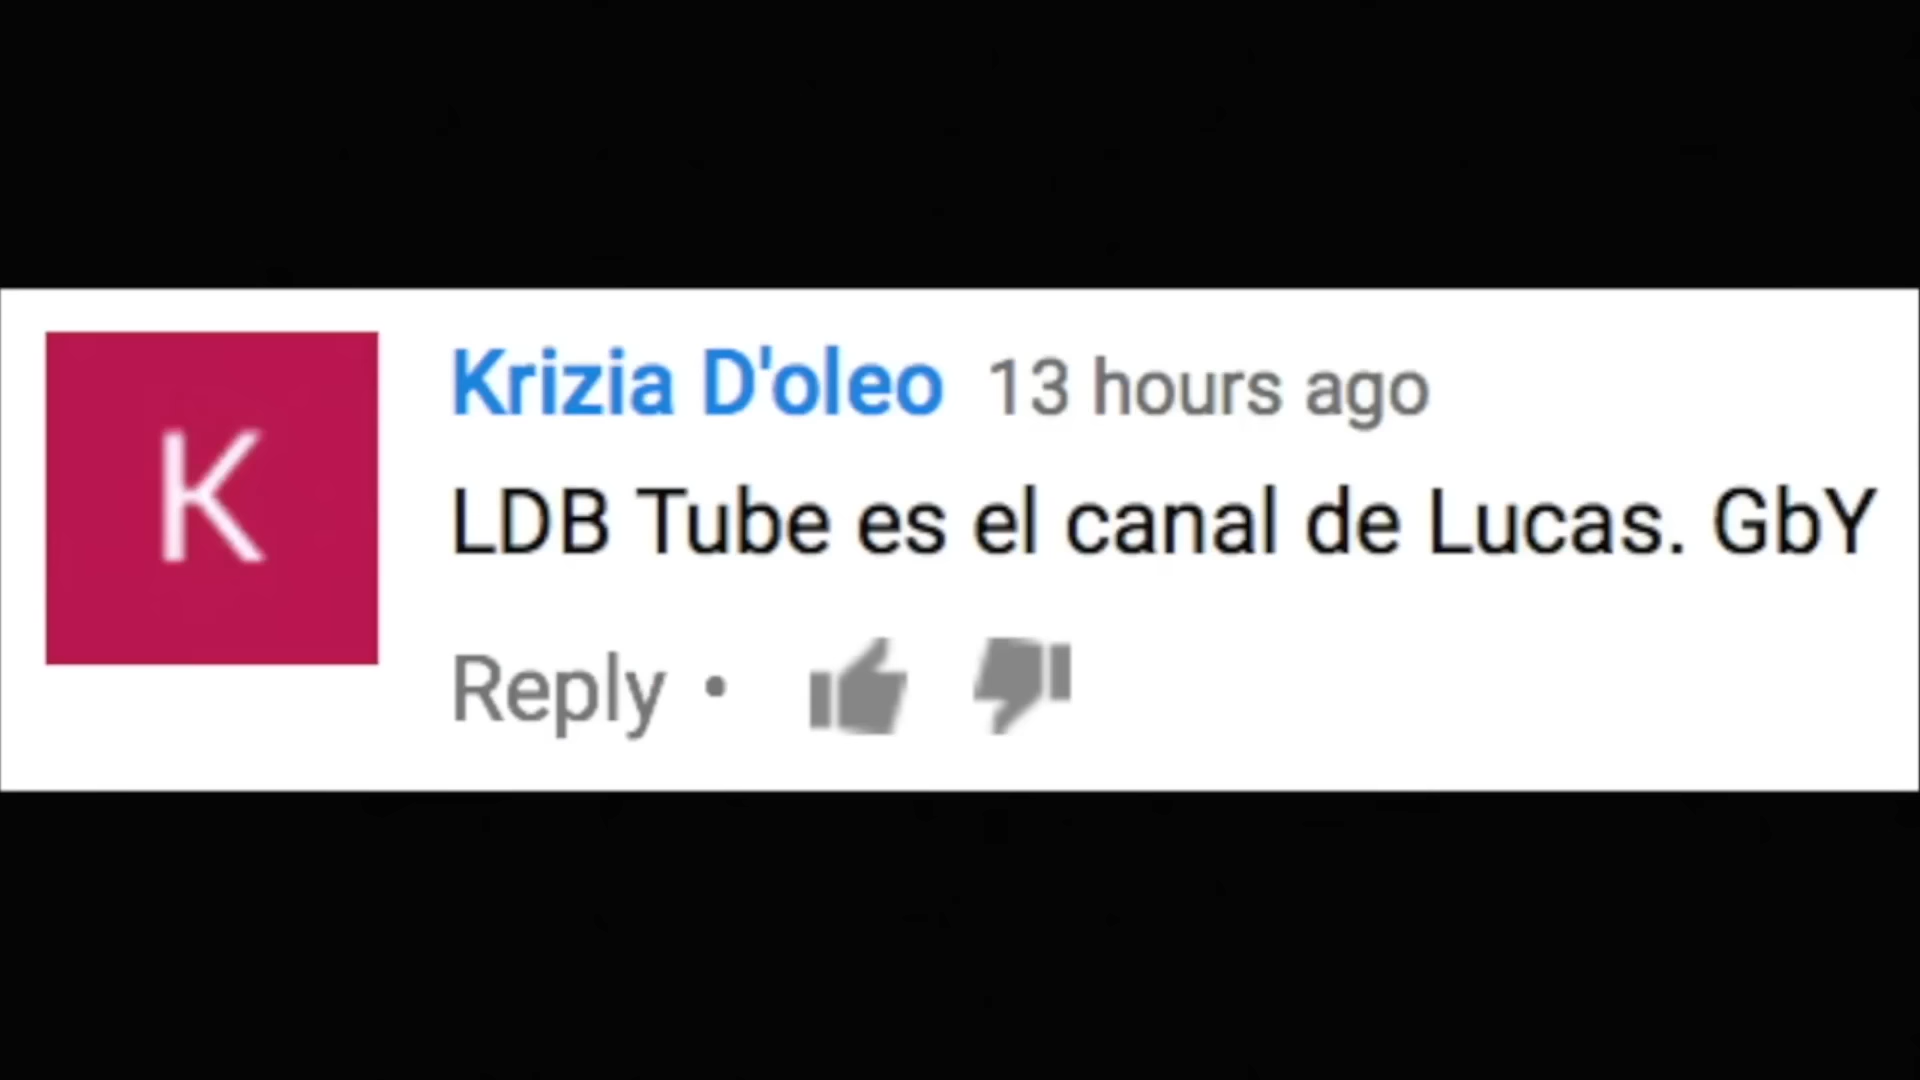 K
Krizia D'oleo 13 hours ago
LDB Tube es el canal de Lucas. GbY
Reply •